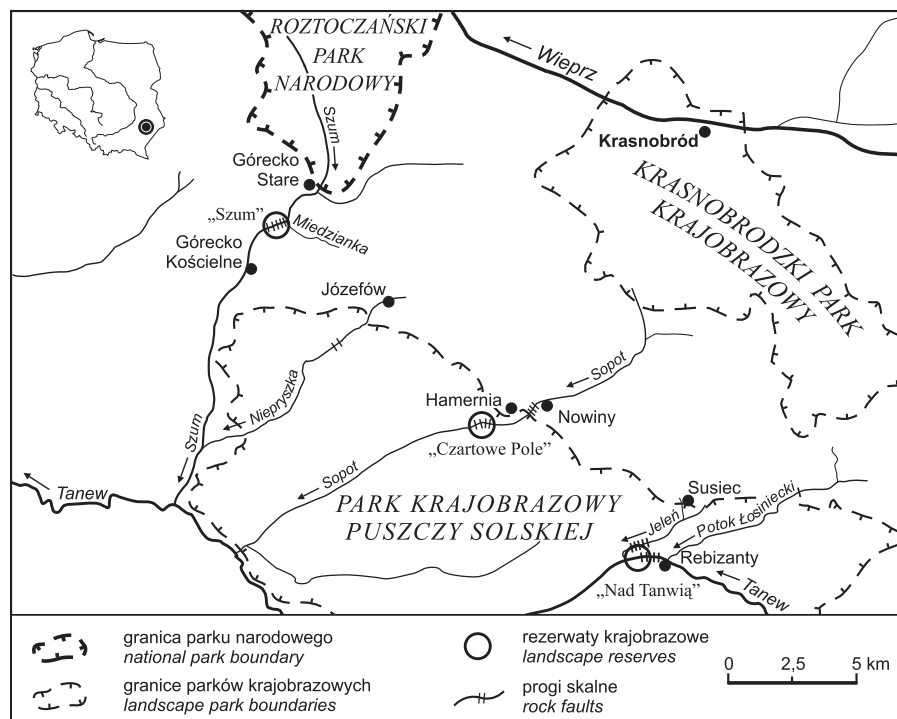 ROZTOCZAŃSKI
PARK
NARODOWY
Szum
Wieprz
Krasnobród
Górecko
Stare
„Szum”
Miedzianka
Górecko
Kościelne
KRASNOBRODZKI PARK
KRAJOBRAZOWY
Józefów
Sopot
Hamernia
Nowiny
Niepryszka
Szum
„Czartowe Pole”
Sopot
Tanew
PARK KRAJOBRAZOWY
PUSZCZY SOLSKIEJ
Susiec
Jeleń
Potok Łosiniecki
Rebizanty
„Nad Tanwią”
Tanew
granica parku narodowego
national park boundary
granice parków krajobrazowych
landscape park boundaries
rezerwaty krajobrazowe
landscape reserves
progi skalne
rock faults
0 2,5 5 km